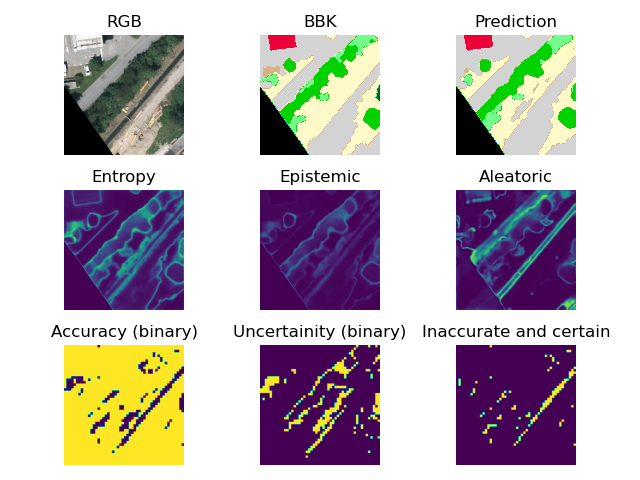 RGB
BBK
Prediction
Entropy
Epistemic
Aleatoric
Accuracy (binary)
Uncertainity (binary)
Inaccurate and certain